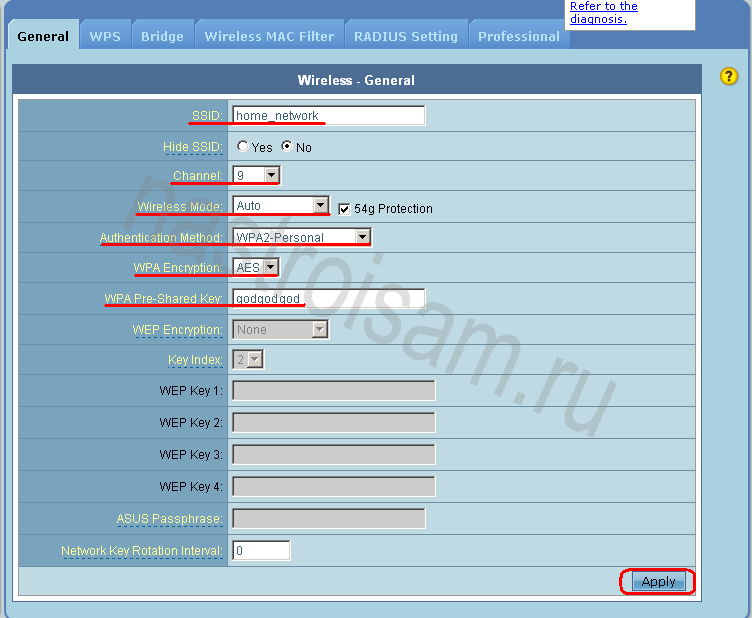 Refer to the
diagnosis.
General WPS Bridge Wireless MAC Filter RADIUS Setting Professional
Wireless - General
?
SSID: home_network
Hide SSID: Yes No
Channel: 9
Wireless Mode: Auto 54g Protection
Authentication Method: WPA2-Personal
WPA Encryption: AES
WPA Pre-Shared Key: godgodgod
WEP Encryption: None
Key Index: 2
WEP Key 1:
WEP Key 2:
WEP Key 3:
WEP Key 4:
ASUS Passphrase:
Network Key Rotation Interval: 0
Apply
nastroisam.ru